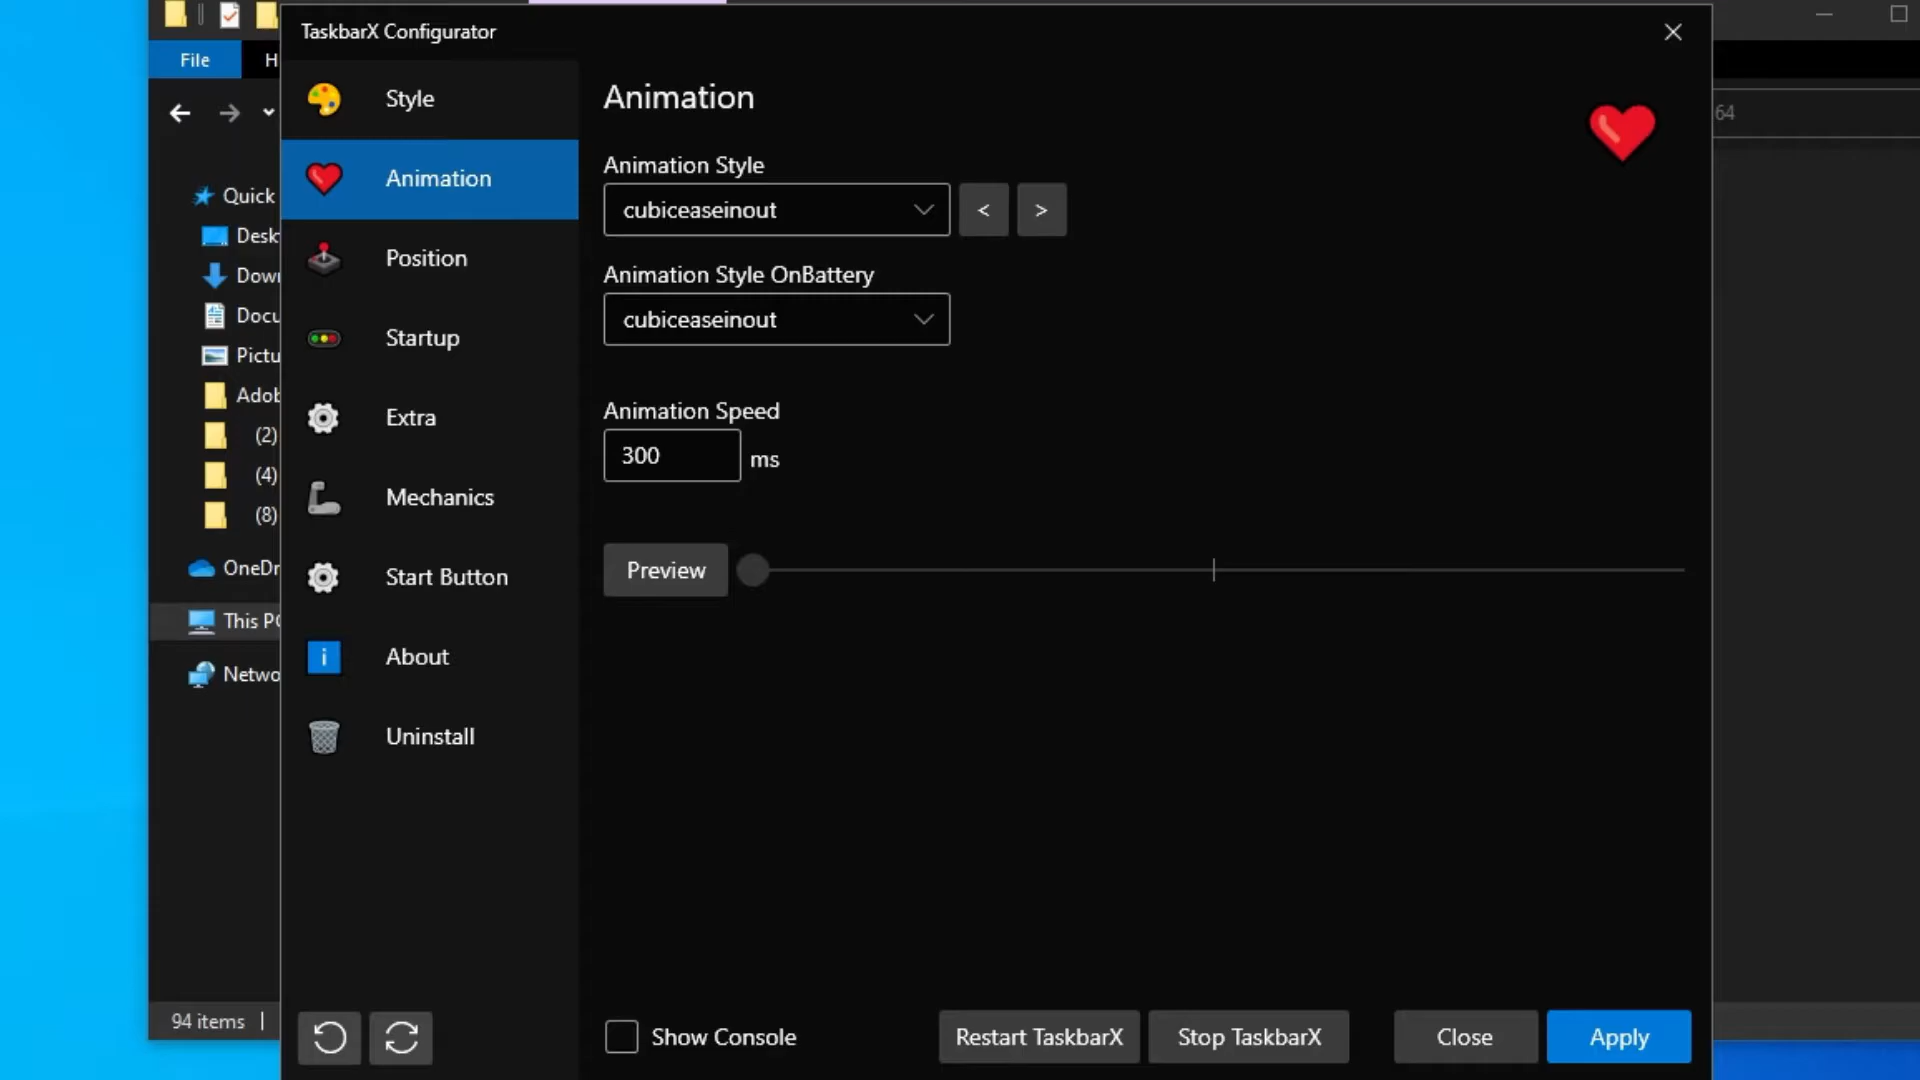 TaskbarX Configurator
File
H
Quick
Desk
Down
Docu
Pictu
Adob
(2)
(4)
(8)
OneDr
This PC
Netwo
94 items
64
Style
Animation
Position
Startup
Extra
Mechanics
Start Button
About
Uninstall
Animation
Animation Style
cubiceaseinout
<
>
Animation Style OnBattery
cubiceaseinout
Animation Speed
300
ms
Preview
Show Console
Restart TaskbarX
Stop TaskbarX
Close
Apply